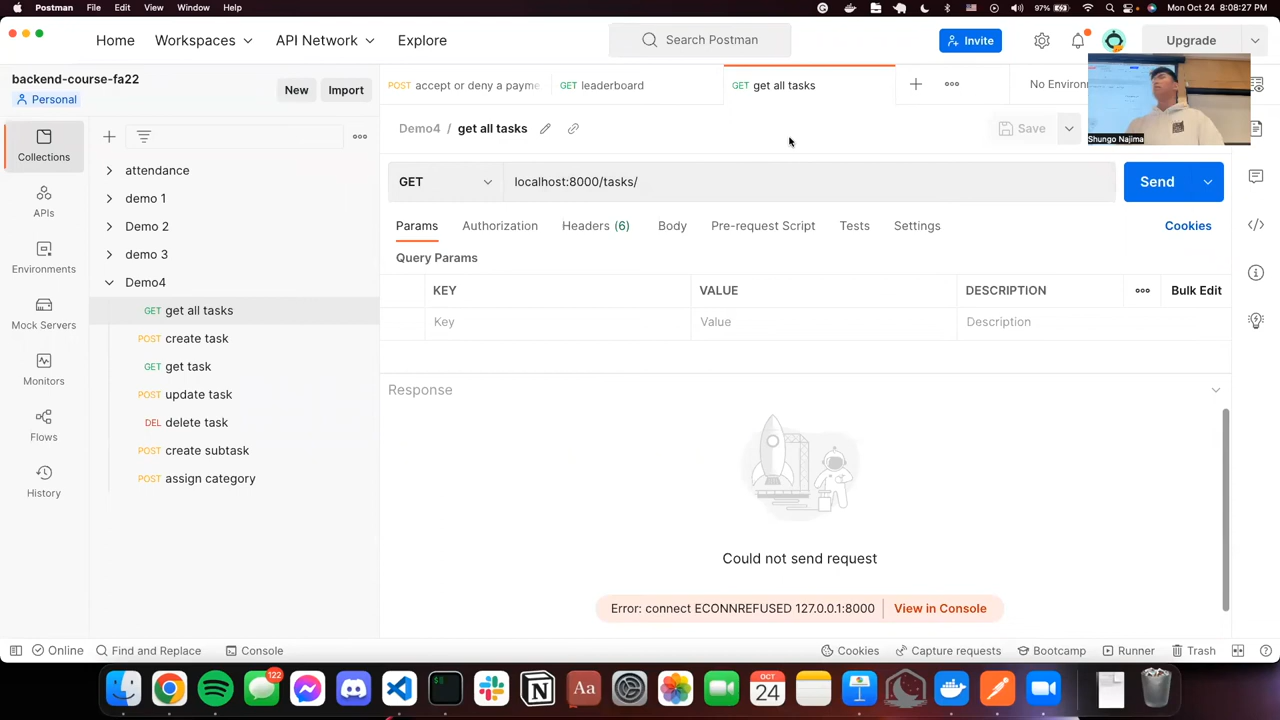 Postman File Edit View Window Help 97% Mon Oct 24 8:08:27 PM
Home Workspaces API Network Explore Search Postman Invite Upgrade
backend-course-fa22
Personal
New Import
POST accept or deny a payme GET leaderboard GET get all tasks No Environ
Shungo Najima
Demo4 / get all tasks Save
Collections
APIs
Environments
Mock Servers
Monitors
Flows
History
attendance
demo 1
Demo 2
demo 3
Demo4
GET get all tasks
POST create task
GET get task
POST update task
DEL delete task
POST create subtask
POST assign category
GET localhost:8000/tasks/ Send
Params Authorization Headers (6) Body Pre-request Script Tests Settings Cookies
Query Params
KEY VALUE DESCRIPTION Bulk Edit
Key Value Description
Response
Could not send request
Error: connect ECONNREFUSED 127.0.0.1:8000 View in Console
Online Find and Replace Console Cookies Capture requests Bootcamp Runner Trash
122
OCT
24
Aa